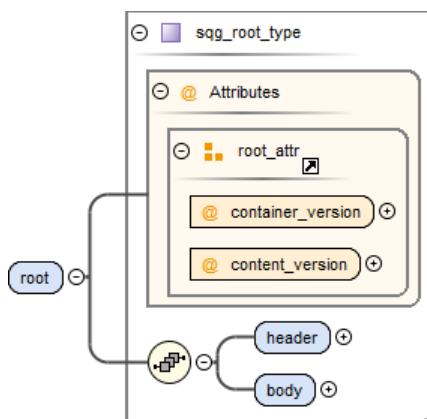 sqg_root_type
@ Attributes
root_attr
@ container_version
@ content_version
root
header
body